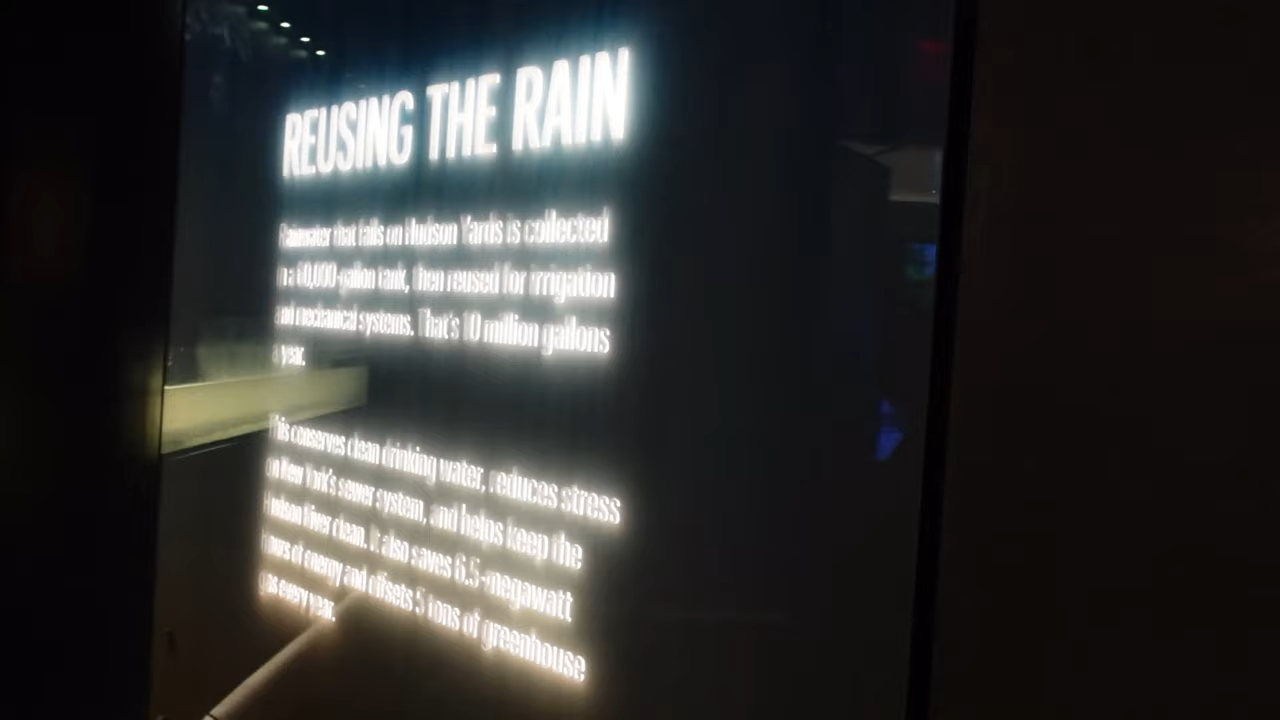 REUSING THE RAIN
Rainwater that falls on Hudson Yards is collected
in a 60,000-gallon tank, then reused for irrigation
and mechanical systems. That's 10 million gallons
a year.
This conserves clean drinking water, reduces stress
on New York's sewer system, and helps keep the
Hudson River clean. It also saves 6.5-megawatt
hours of energy and offsets 5 tons of greenhouse
gas every year.